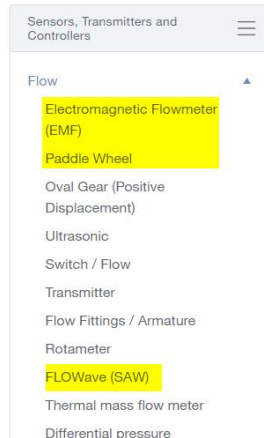 Sensors, Transmitters and
Controllers
Flow
Electromagnetic Flowmeter
(EMF)
Paddle Wheel
Oval Gear (Positive
Displacement)
Ultrasonic
Switch / Flow
Transmitter
Flow Fittings / Armature
Rotameter
FLOWave (SAW)
Thermal mass flow meter
Differential pressure